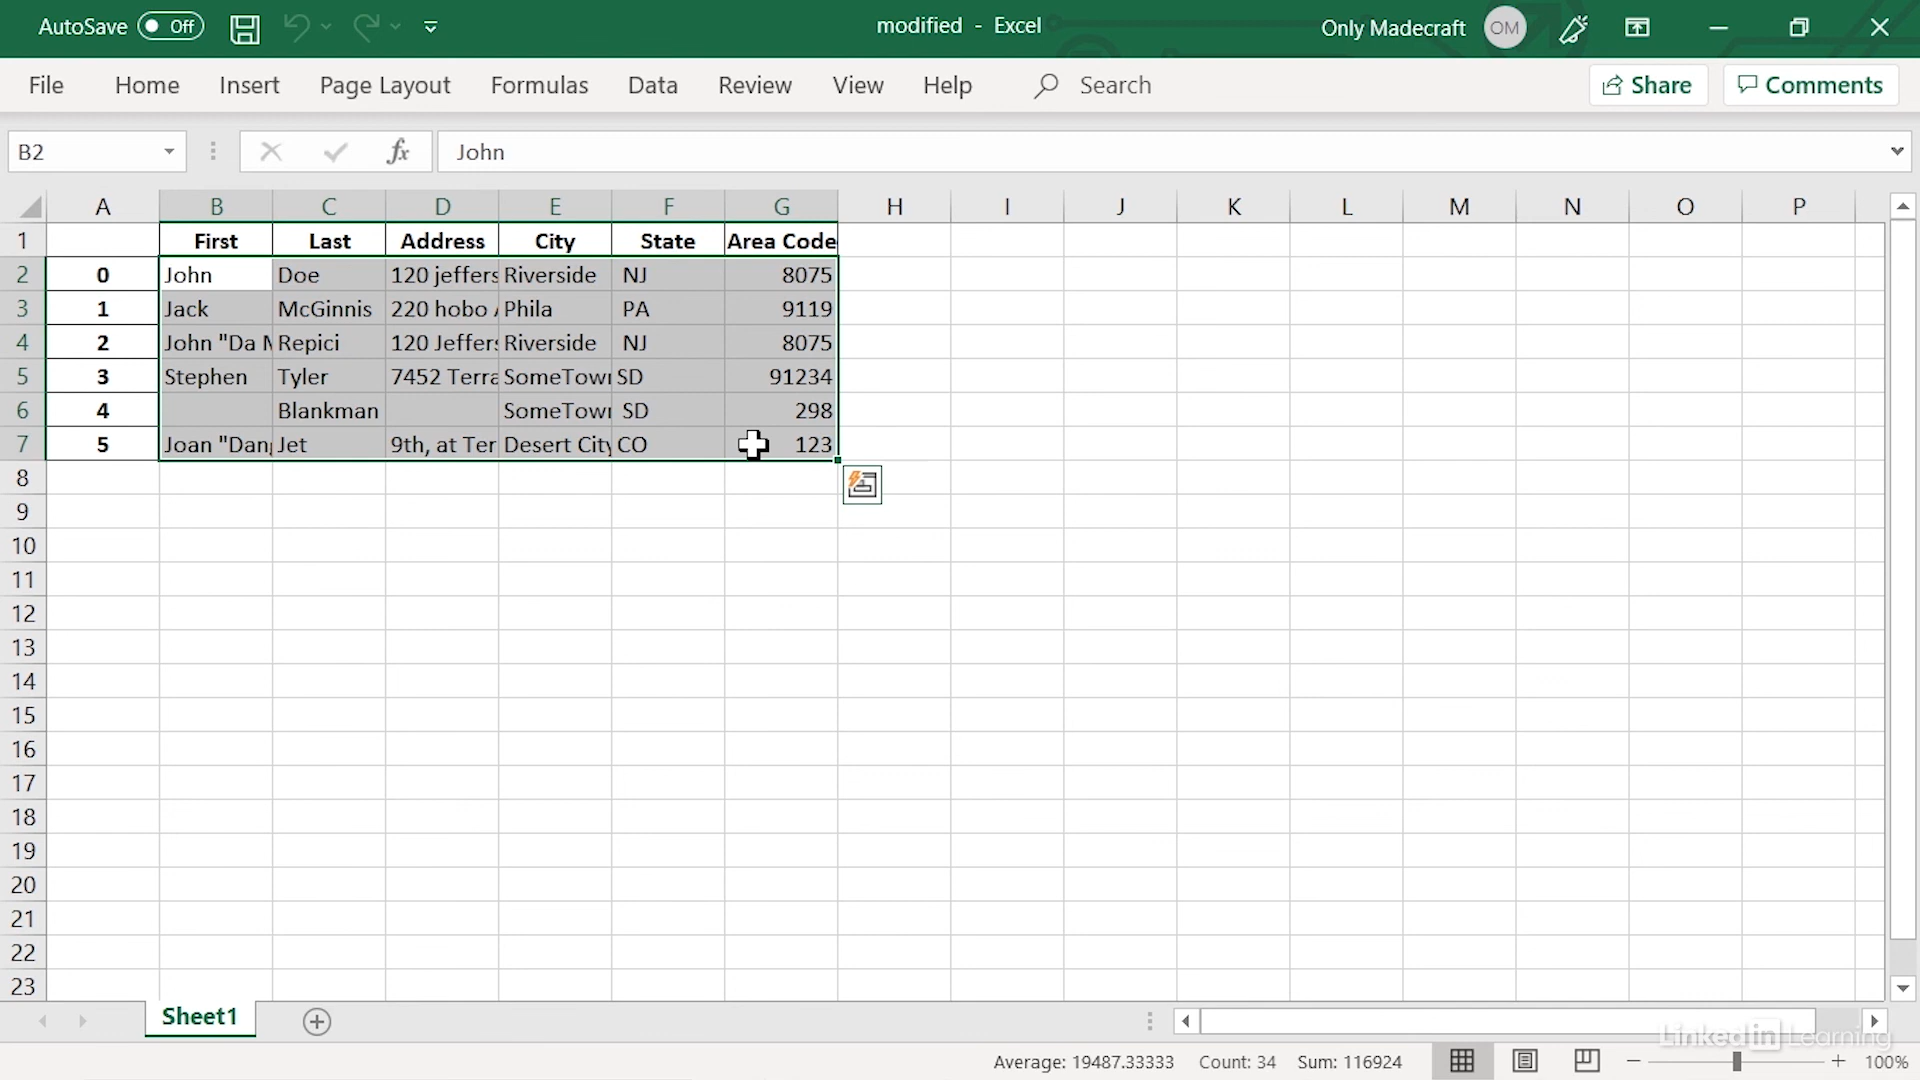 AutoSave Off modified - Excel Only Madecraft OM
File Home Insert Page Layout Formulas Data Review View Help Search Share Comments
B2 fx John
A B C D E F G H I J K L M N O P
1 First Last Address City State Area Code
2 0 John Doe 120 jeffers Riverside NJ 8075
3 1 Jack McGinnis 220 hobo Phila PA 9119
4 2 John "Da Repici 120 Jeffers Riverside NJ 8075
5 3 Stephen Tyler 7452 Terra SomeTown SD 91234
6 4 Blankman SomeTown SD 298
7 5 Joan "Dang Jet 9th, at Ter Desert City CO 123
8
9
10
11
12
13
14
15
16
17
18
19
20
21
22
23
Sheet1
LinkedIn Learning
Average: 19487.33333 Count: 34 Sum: 116924 100%